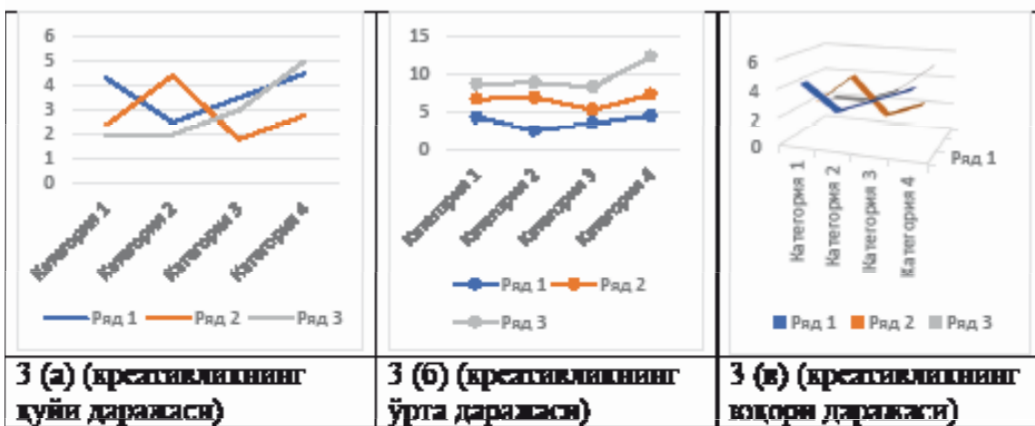 6
5
4
3
2
1
0
Категория 1
Категория 2
Категория 3
Категория 4
Ряд 1 Ряд 2 Ряд 3
15
10
5
0
Категория 1
Категория 2
Категория 3
Категория 4
Ряд 1 Ряд 2
Ряд 3
6
4
2
0
Категория 1
Категория 2
Категория 3
Категория 4
Ряд 1
Ряд 1 Ряд 2 Ряд 3
3 (а) (креативликнинг
қуйи даражаси)
3 (б) (креативликнинг
ўрта даражаси)
3 (в) (креативликнинг
юқори даражаси)